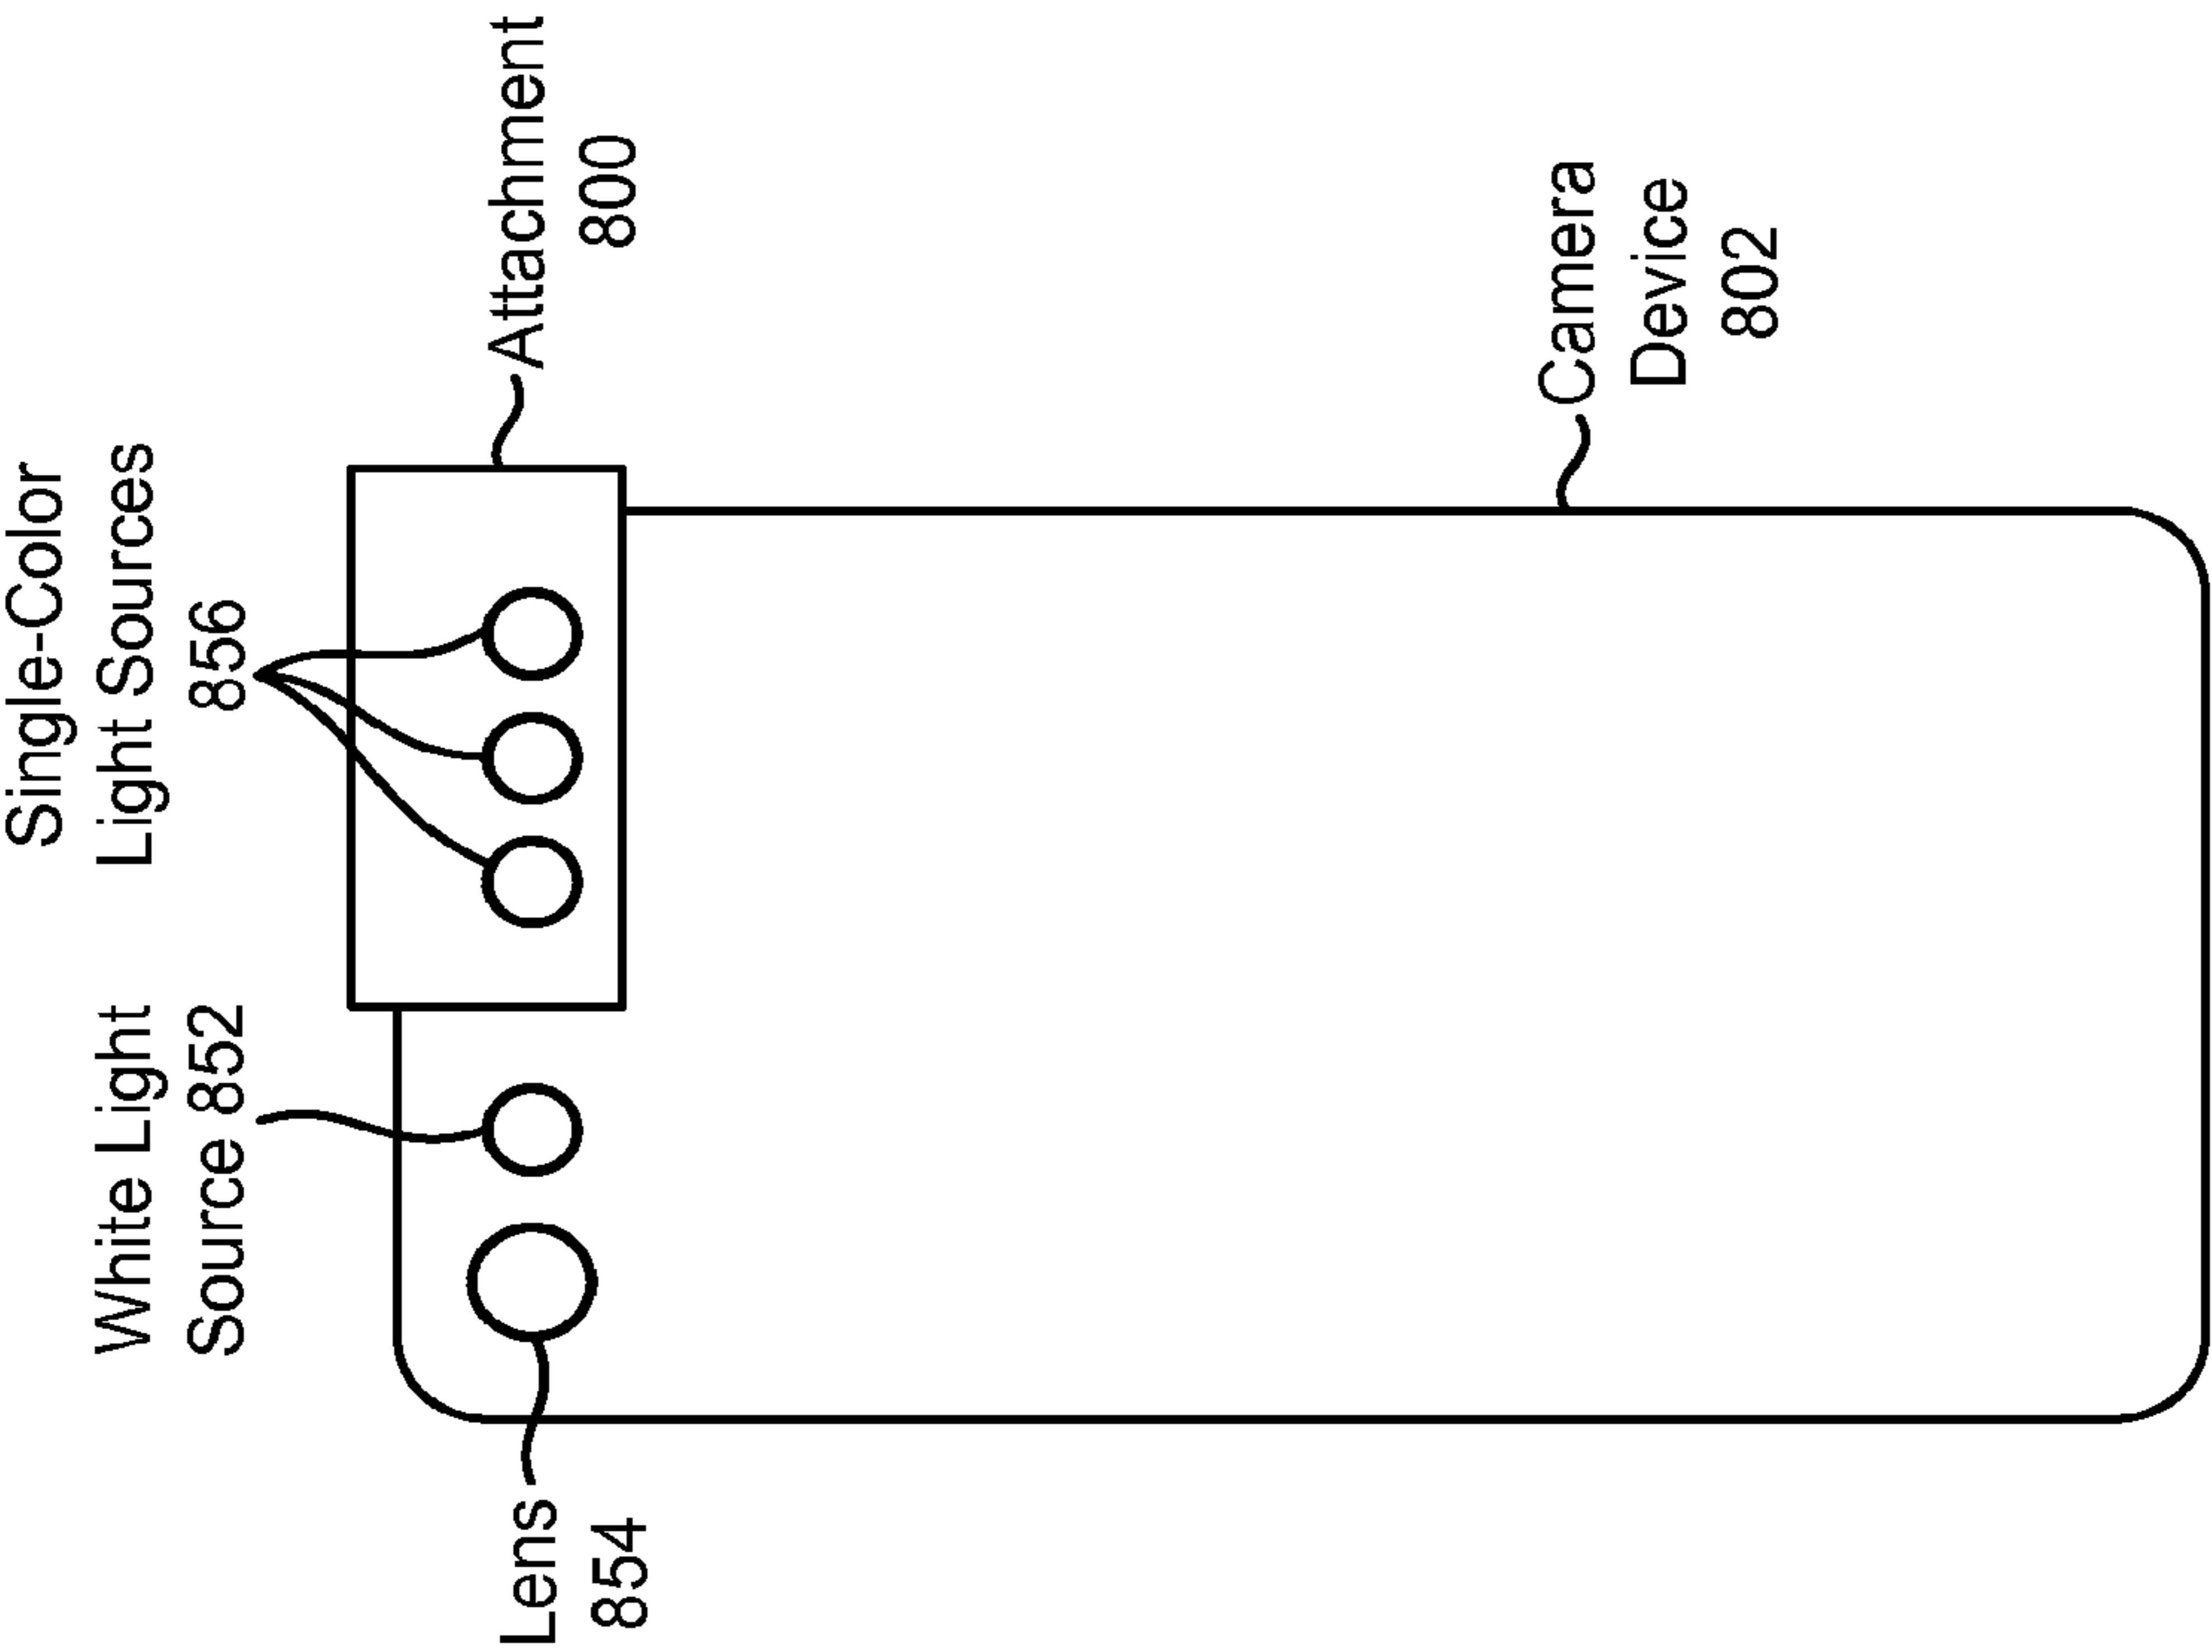 Single-Color
Light Sources
856
White Light
Source 852
Attachment
800
Lens
854
Camera
Device
802